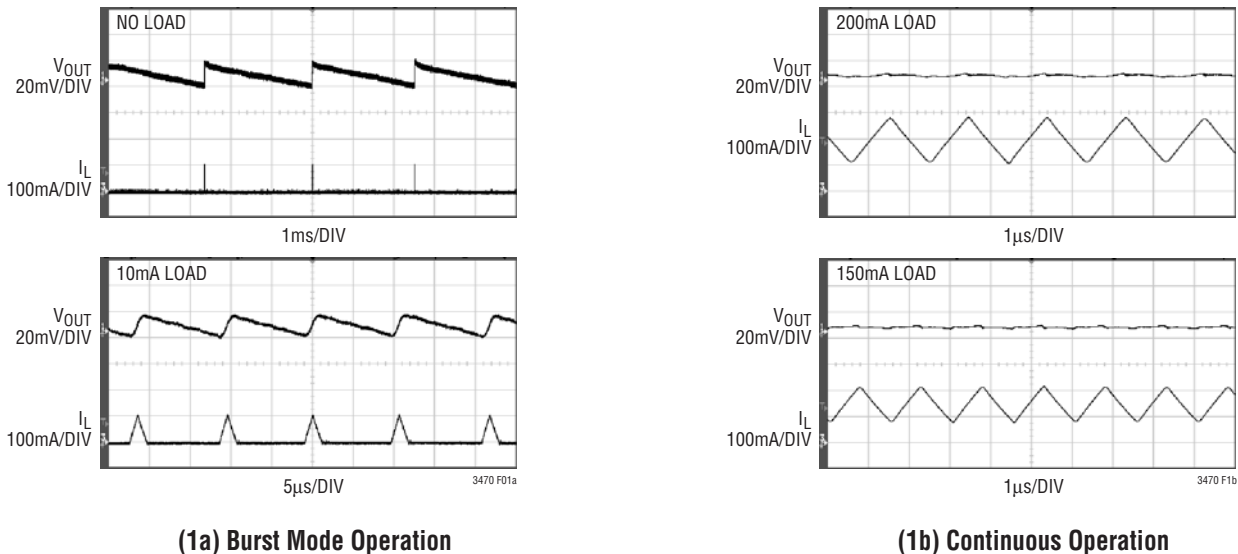 NO LOAD
VOUT
20mV/DIV
IL
100mA/DIV
1ms/DIV
10mA LOAD
VOUT
20mV/DIV
IL
100mA/DIV
5µs/DIV
3470 F01a
(1a) Burst Mode Operation
200mA LOAD
VOUT
20mV/DIV
IL
100mA/DIV
1µs/DIV
150mA LOAD
VOUT
20mV/DIV
IL
100mA/DIV
1µs/DIV
3470 F1b
(1b) Continuous Operation